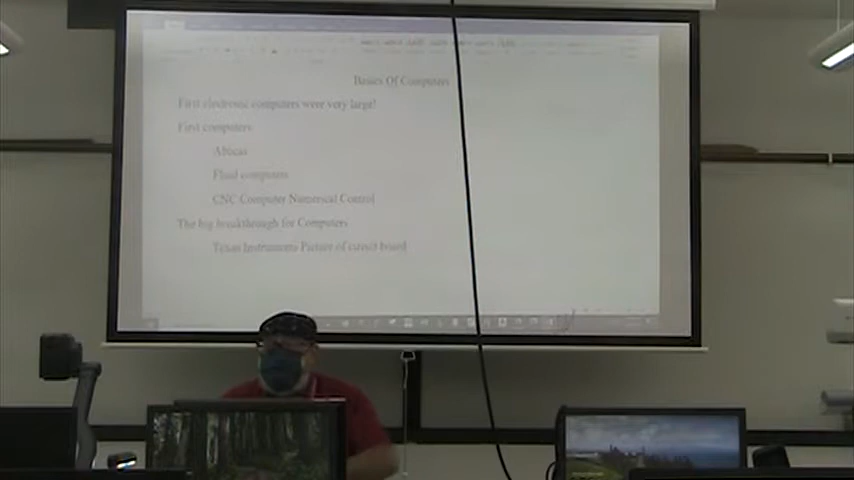 Basics Of Computers
First electronic computers were very large!
First computers
Abacus
Fluid computers
CNC Computer Numerical Control
The big breakthrough for Computers
Texas Instruments Picture of circuit board